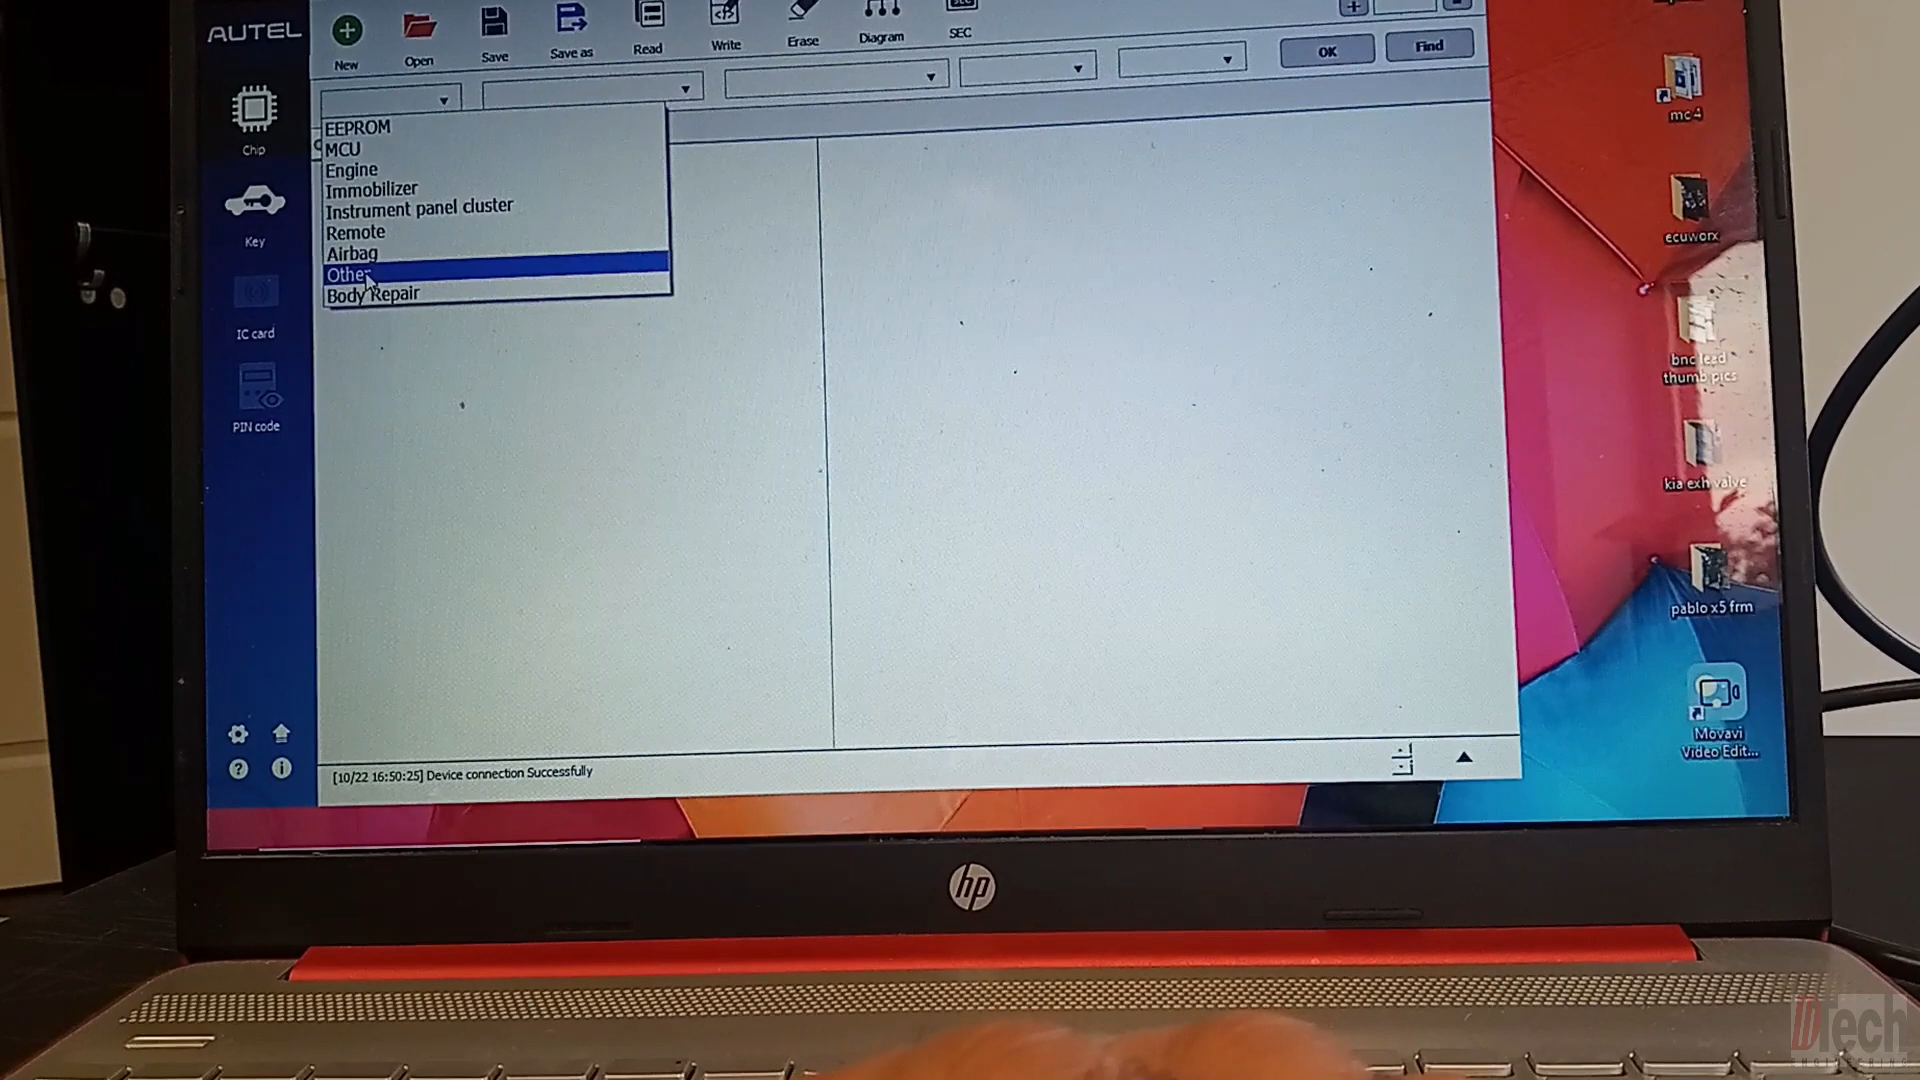 AUTEL
New
Open
Save
Save as
Read
Write
Erase
Diagram
SEC
OK
Find
EEPROM
MCU
Engine
Immobilizer
Instrument panel cluster
Remote
Airbag
Other
Body Repair
Chip
Key
IC card
PIN code
[10/22 16:50:25] Device connection Successfully
mc4
ecuworx
bnc lead
thumb pics
kia exh valve
pablo x5 frm
Movavi
Video Edit...
hp
DTech
ENGINEERING